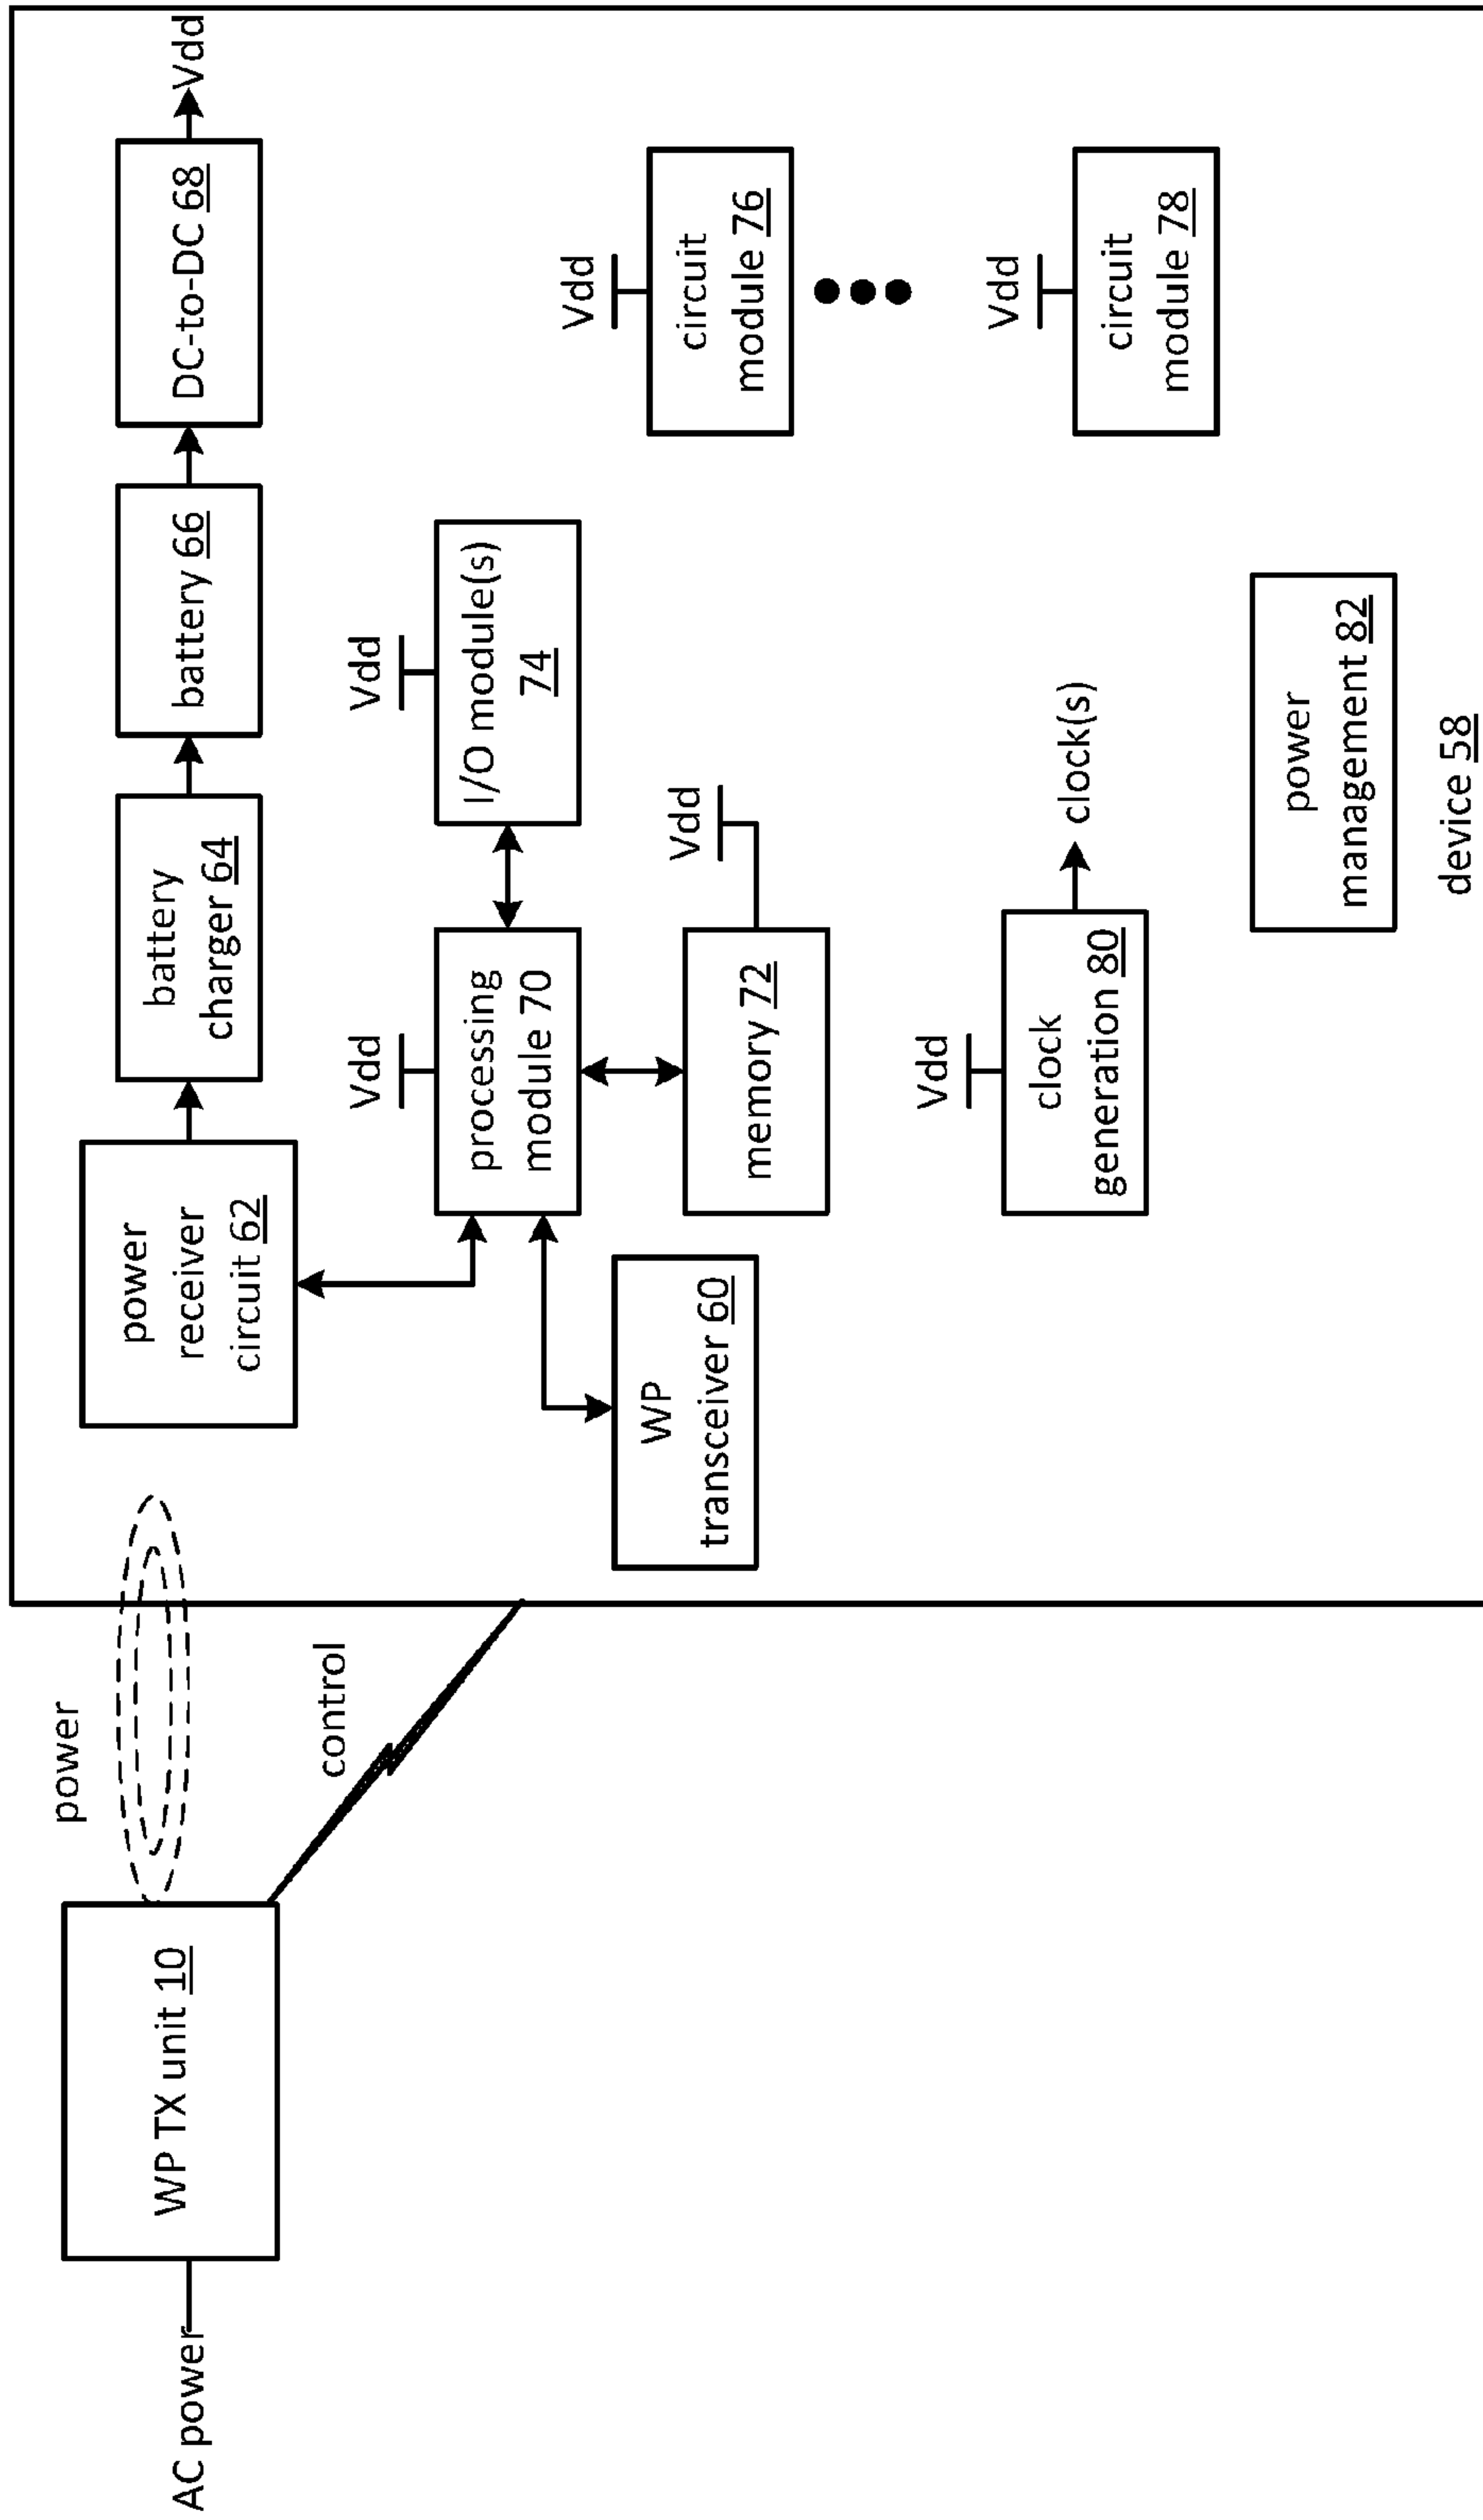 AC power
WP TX unit 10
power
control
power
receiver
circuit 62
battery
charger 64
battery 66
DC-to-DC 68
Vdd
WP
transceiver 60
Vdd
processing
module 70
Vdd
I/O module(s)
74
memory 72
Vdd
Vdd
circuit
module 76
Vdd
circuit
module 78
Vdd
clock
generation 80
clock(s)
power
management 82
device 58